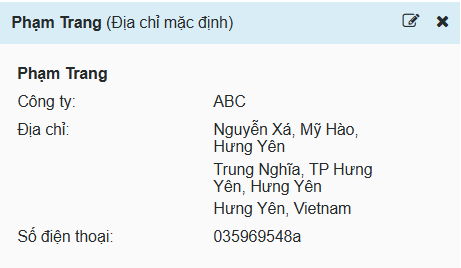 Phạm Trang (Địa chỉ mặc định)
Phạm Trang
Công ty: ABC
Địa chỉ: Nguyễn Xá, Mỹ Hào,
Hưng Yên
Trung Nghĩa, TP Hưng
Yên, Hưng Yên
Hưng Yên, Vietnam
Số điện thoại: 035969548a